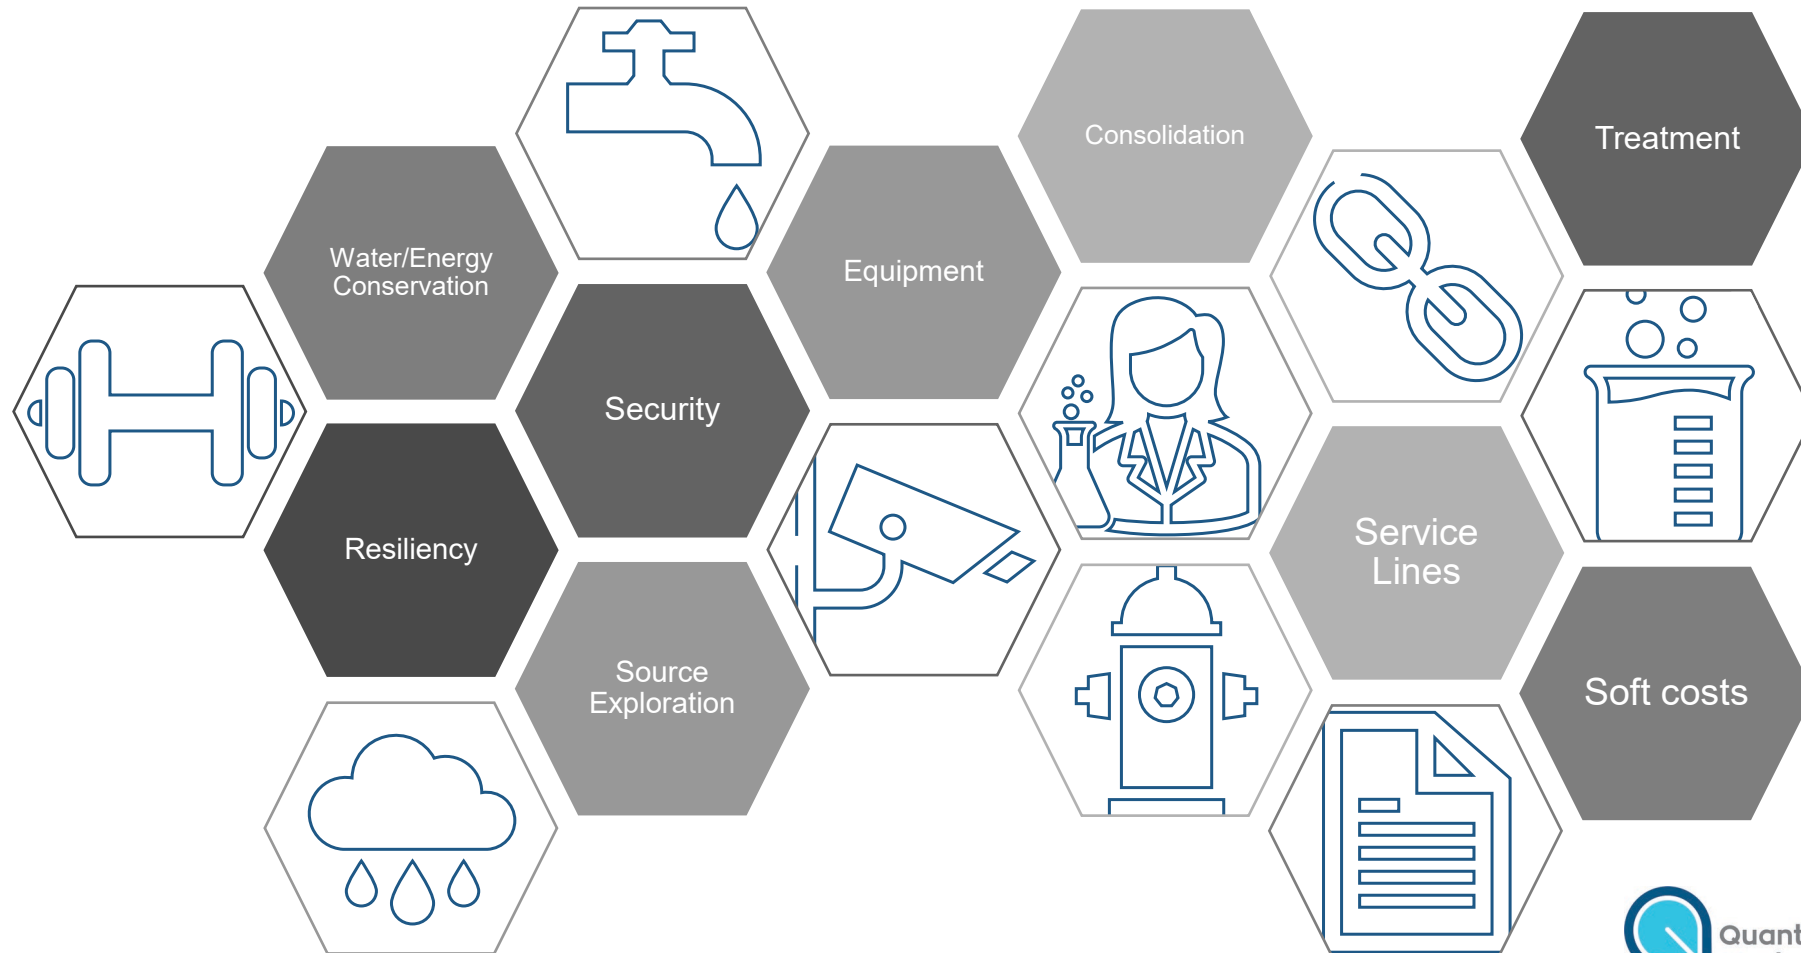 Consolidation
Treatment
Water/Energy
Conservation
Equipment
Security
Resiliency
Service
Lines
Source
Exploration
Soft costs
Quant